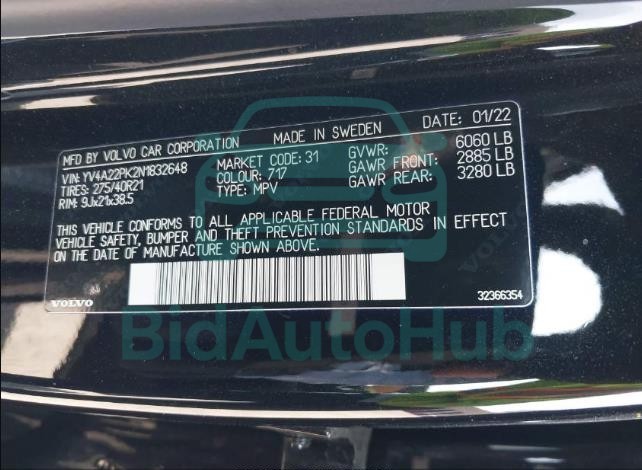 MFD BY VOLVO CAR CORPORATION MADE IN SWEDEN DATE: 01/22
VIN: YV4A22PK2N1832648 MARKET CODE: 31 GVWR: 6060 LB
TIRES: 275/40R21 COLOUR: 717 GAWR FRONT: 2885 LB
RIM: 9Jx21x38.5 TYPE: MPV GAWR REAR: 3280 LB
THIS VEHICLE CONFORMS TO ALL APPLICABLE FEDERAL MOTOR
VEHICLE SAFETY, BUMPER AND THEFT PREVENTION STANDARDS IN EFFECT
ON THE DATE OF MANUFACTURE SHOWN ABOVE.
VOLVO 32366354
BidAutoHub